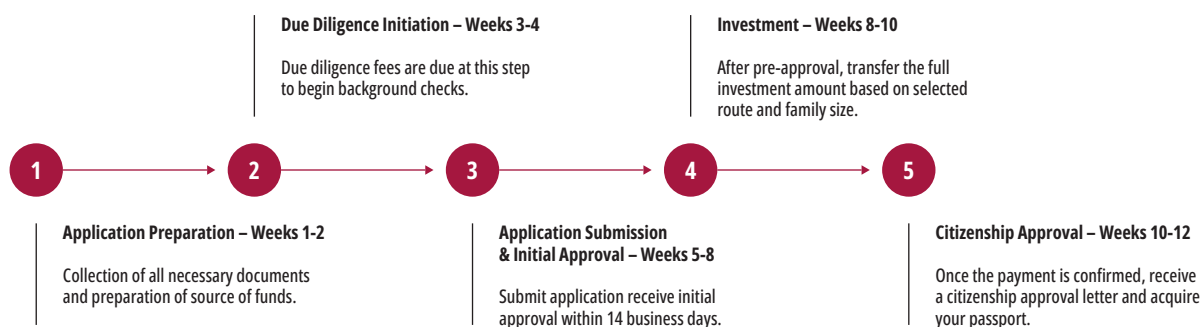 Due Diligence Initiation – Weeks 3-4
Due diligence fees are due at this step
to begin background checks.
Investment – Weeks 8-10
After pre-approval, transfer the full
investment amount based on selected
route and family size.
1
2
3
4
5
Application Preparation – Weeks 1-2
Collection of all necessary documents
and preparation of source of funds.
Application Submission
& Initial Approval – Weeks 5-8
Submit application receive initial
approval within 14 business days.
Citizenship Approval – Weeks 10-12
Once the payment is confirmed, receive
a citizenship approval letter and acquire
your passport.